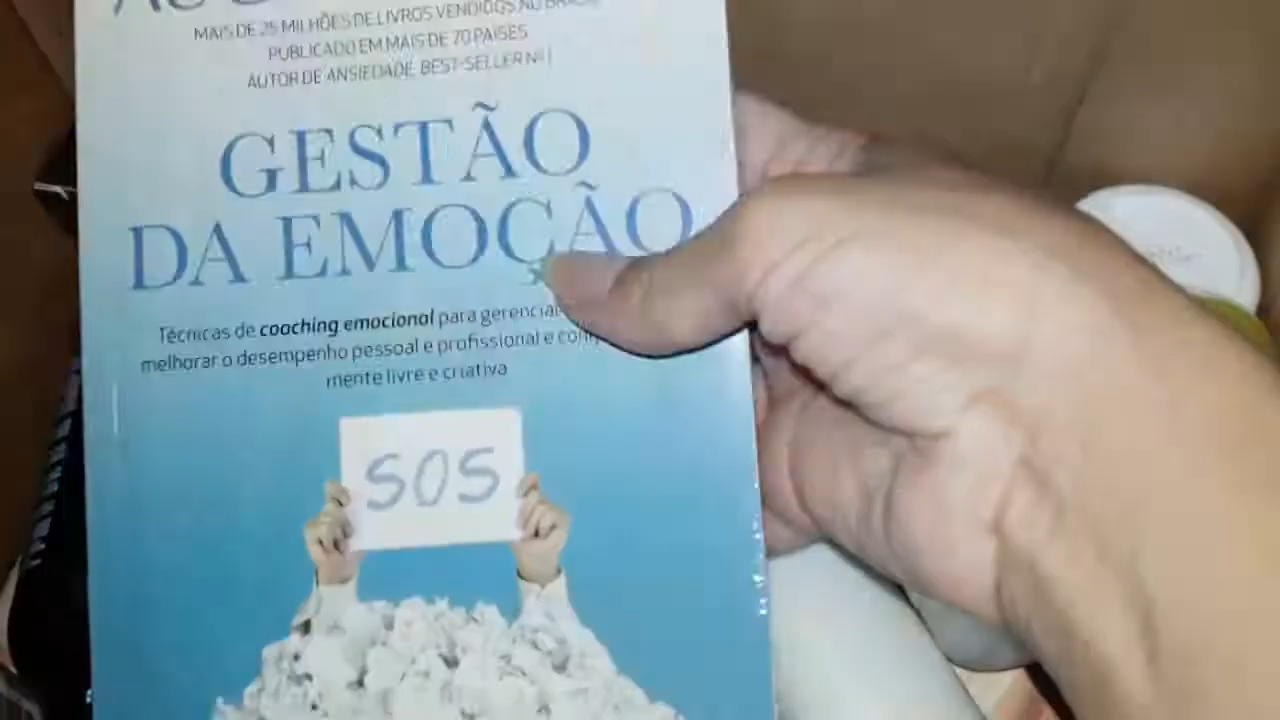 MAIS DE 25 MILHÕES DE LIVROS VENDIDOS NO BRASIL
PUBLICADO EM MAIS DE 70 PAÍSES
AUTOR DE ANSIEDADE BEST-SELLER Nº 1
GESTÃO
DA EMOÇÃO
Técnicas de coaching emocional para gerenciar
melhorar o desempenho pessoal e profissional e
mente livre e criativa
SOS